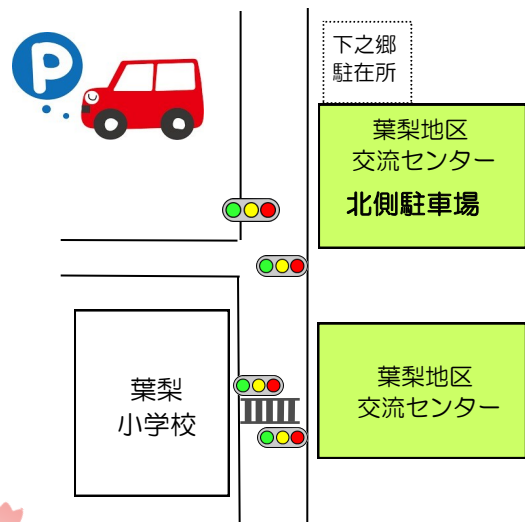 P
下之郷
駐在所
葉梨地区
交流センター
北側駐車場
葉梨
小学校
葉梨地区
交流センター